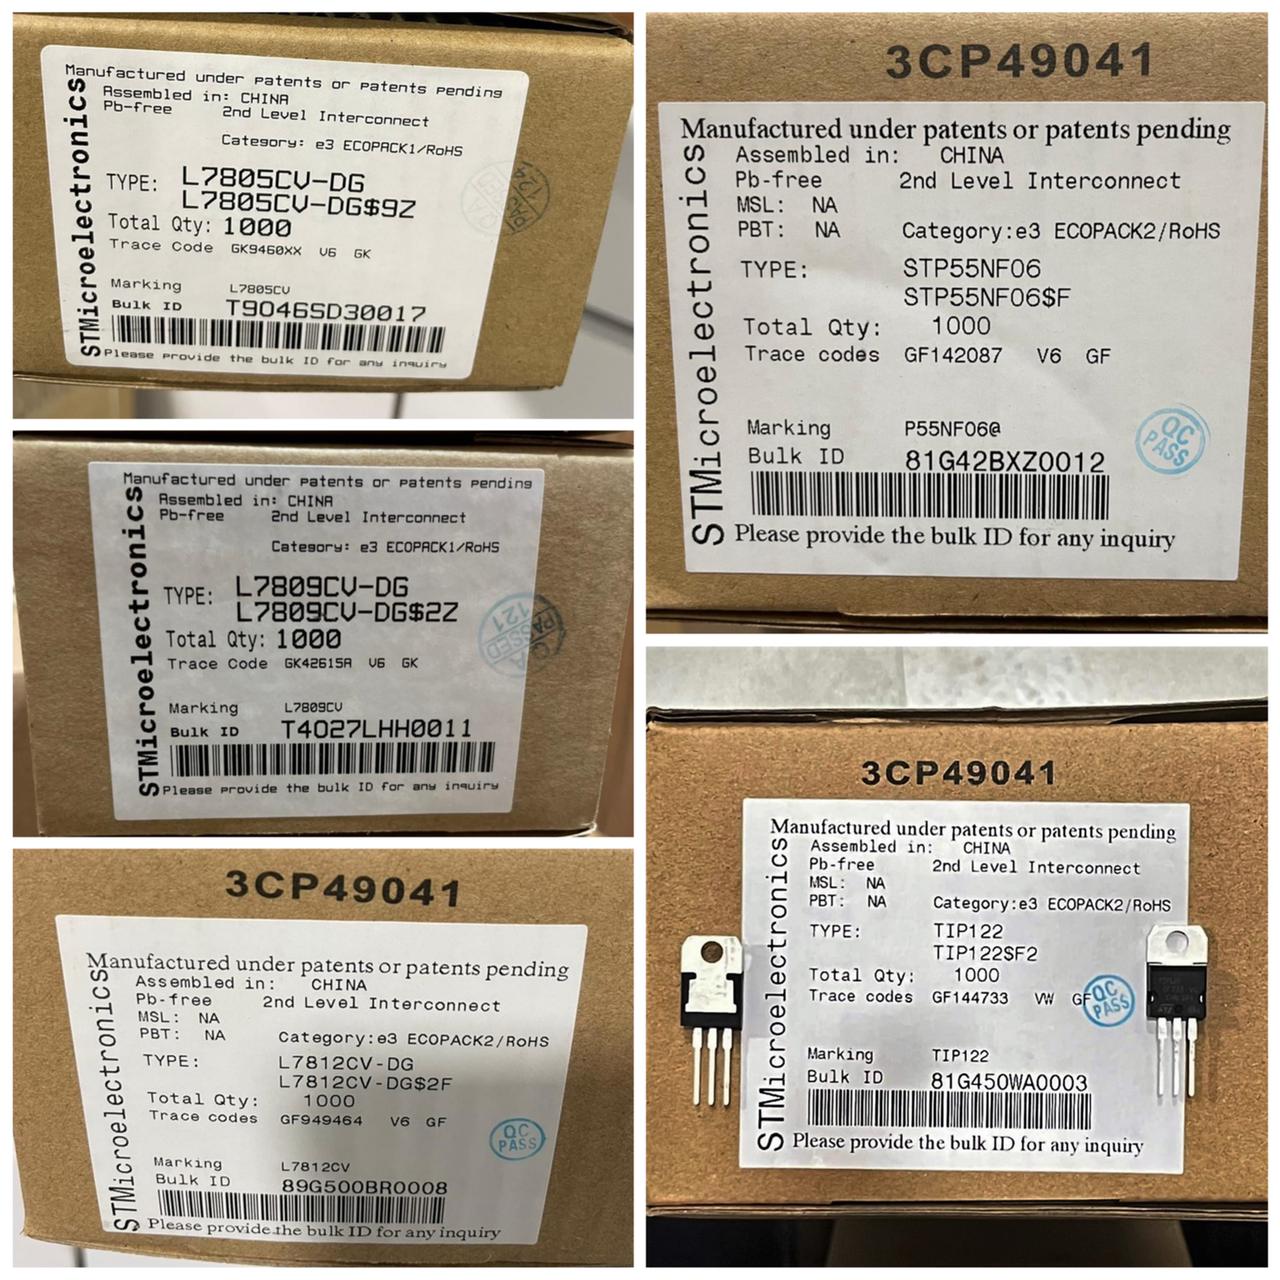 Manufactured under patents or patents pending
Assembled in: CHINA
Pb-free 2nd Level Interconnect
Category: e3 ECOPACK1/RoHS
TYPE: L7805CV-DG
L7805CV-DG$9Z
Total Qty: 1000
Trace Code GK9460XX V6 GK
Marking L7805CV
Bulk ID T9046SD30017
Please provide the bulk ID for any inquiry
STMicroelectronics
Manufactured under patents or patents pending
Assembled in: CHINA
Pb-free 2nd Level Interconnect
Category: e3 ECOPACK1/RoHS
TYPE: L7809CV-DG
L7809CV-DG$2Z
Total Qty: 1000
Trace Code GK42615A V6 GK
Marking L7809CV
Bulk ID T4027LHH0011
Please provide the bulk ID for any inquiry
STMicroelectronics
PASSED
121
3CP49041
Manufactured under patents or patents pending
Assembled in: CHINA
Pb-free 2nd Level Interconnect
MSL: NA
PBT: NA Category:e3 ECOPACK2/RoHS
TYPE: L7812CV-DG
L7812CV-DG$2F
Total Qty: 1000
Trace codes GF949464 V6 GF
Marking L7812CV
Bulk ID 89G500BR0008
Please provide the bulk ID for any inquiry
STMicroelectronics
QC
PASS
3CP49041
Manufactured under patents or patents pending
Assembled in: CHINA
Pb-free 2nd Level Interconnect
MSL: NA
PBT: NA Category:e3 ECOPACK2/RoHS
TYPE: STP55NF06
STP55NF06$F
Total Qty: 1000
Trace codes GF142087 V6 GF
Marking P55NF06@
Bulk ID 81G42BXZ0012
Please provide the bulk ID for any inquiry
STMicroelectronics
QC
PASS
3CP49041
Manufactured under patents or patents pending
Assembled in: CHINA
Pb-free 2nd Level Interconnect
MSL: NA
PBT: NA Category:e3 ECOPACK2/RoHS
TYPE: TIP122
TIP122SF2
Total Qty: 1000
Trace codes GF144733 VW GF
Marking TIP122
Bulk ID 81G450WA0003
Please provide the bulk ID for any inquiry
STMicroelectronics
QC
PASS